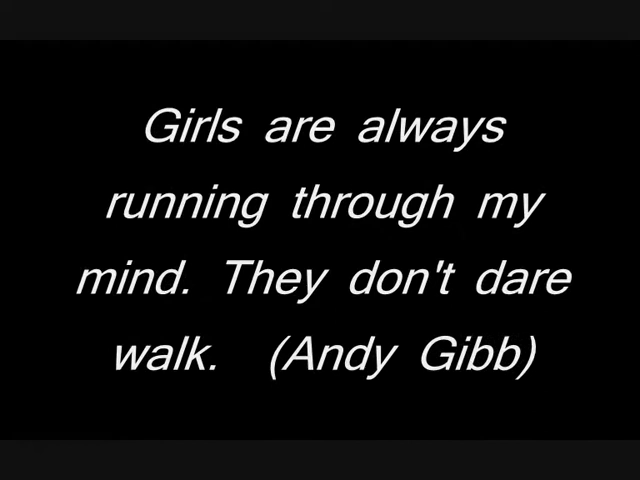 Girls are always
running through my
mind. They don't dare
walk. (Andy Gibb)